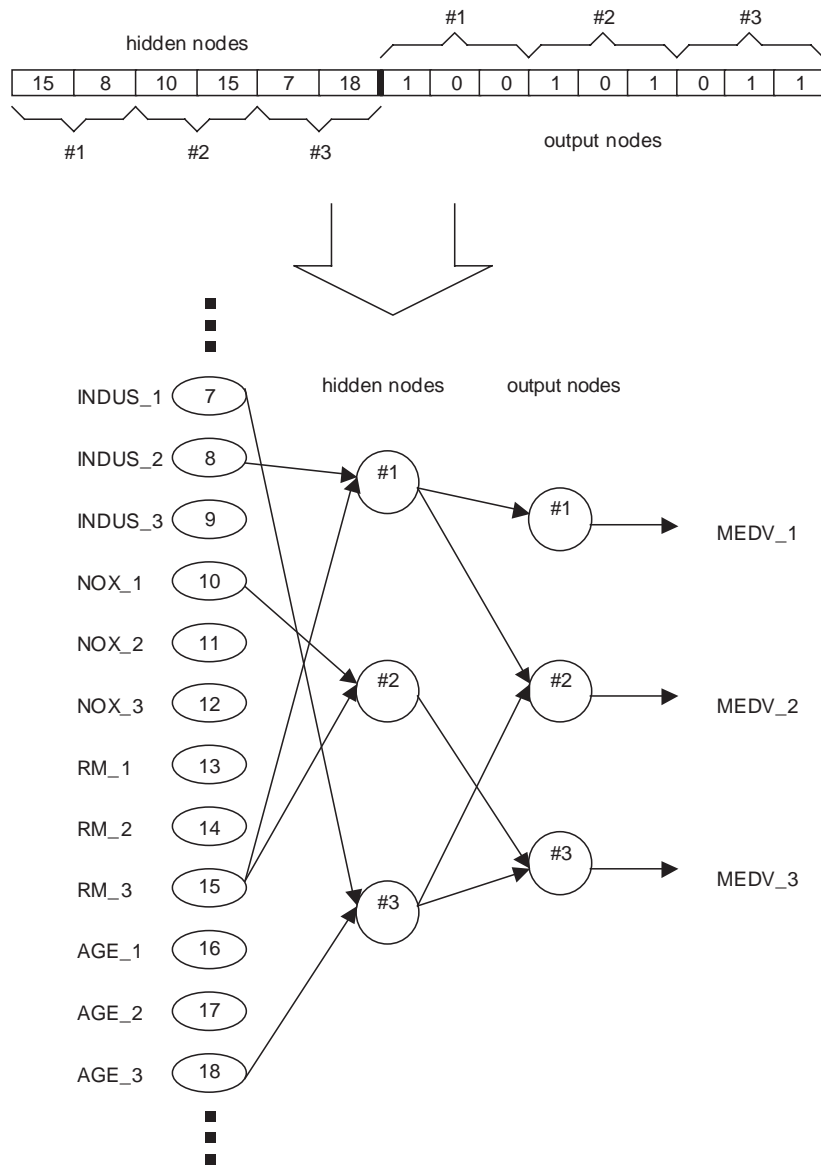 #1 #2 #3
hidden nodes
15 8 10 15 7 18 1 0 0 1 0 1 0 1 1
#1 #2 #3
output nodes
hidden nodes output nodes
INDUS_1 7
INDUS_2 8
#1
INDUS_3 9
#1
MEDV_1
NOX_1 10
NOX_2 11
#2
#2
NOX_3 12
MEDV_2
RM_1 13
RM_2 14
#3
RM_3 15
MEDV_3
#3
AGE_1 16
AGE_2 17
AGE_3 18